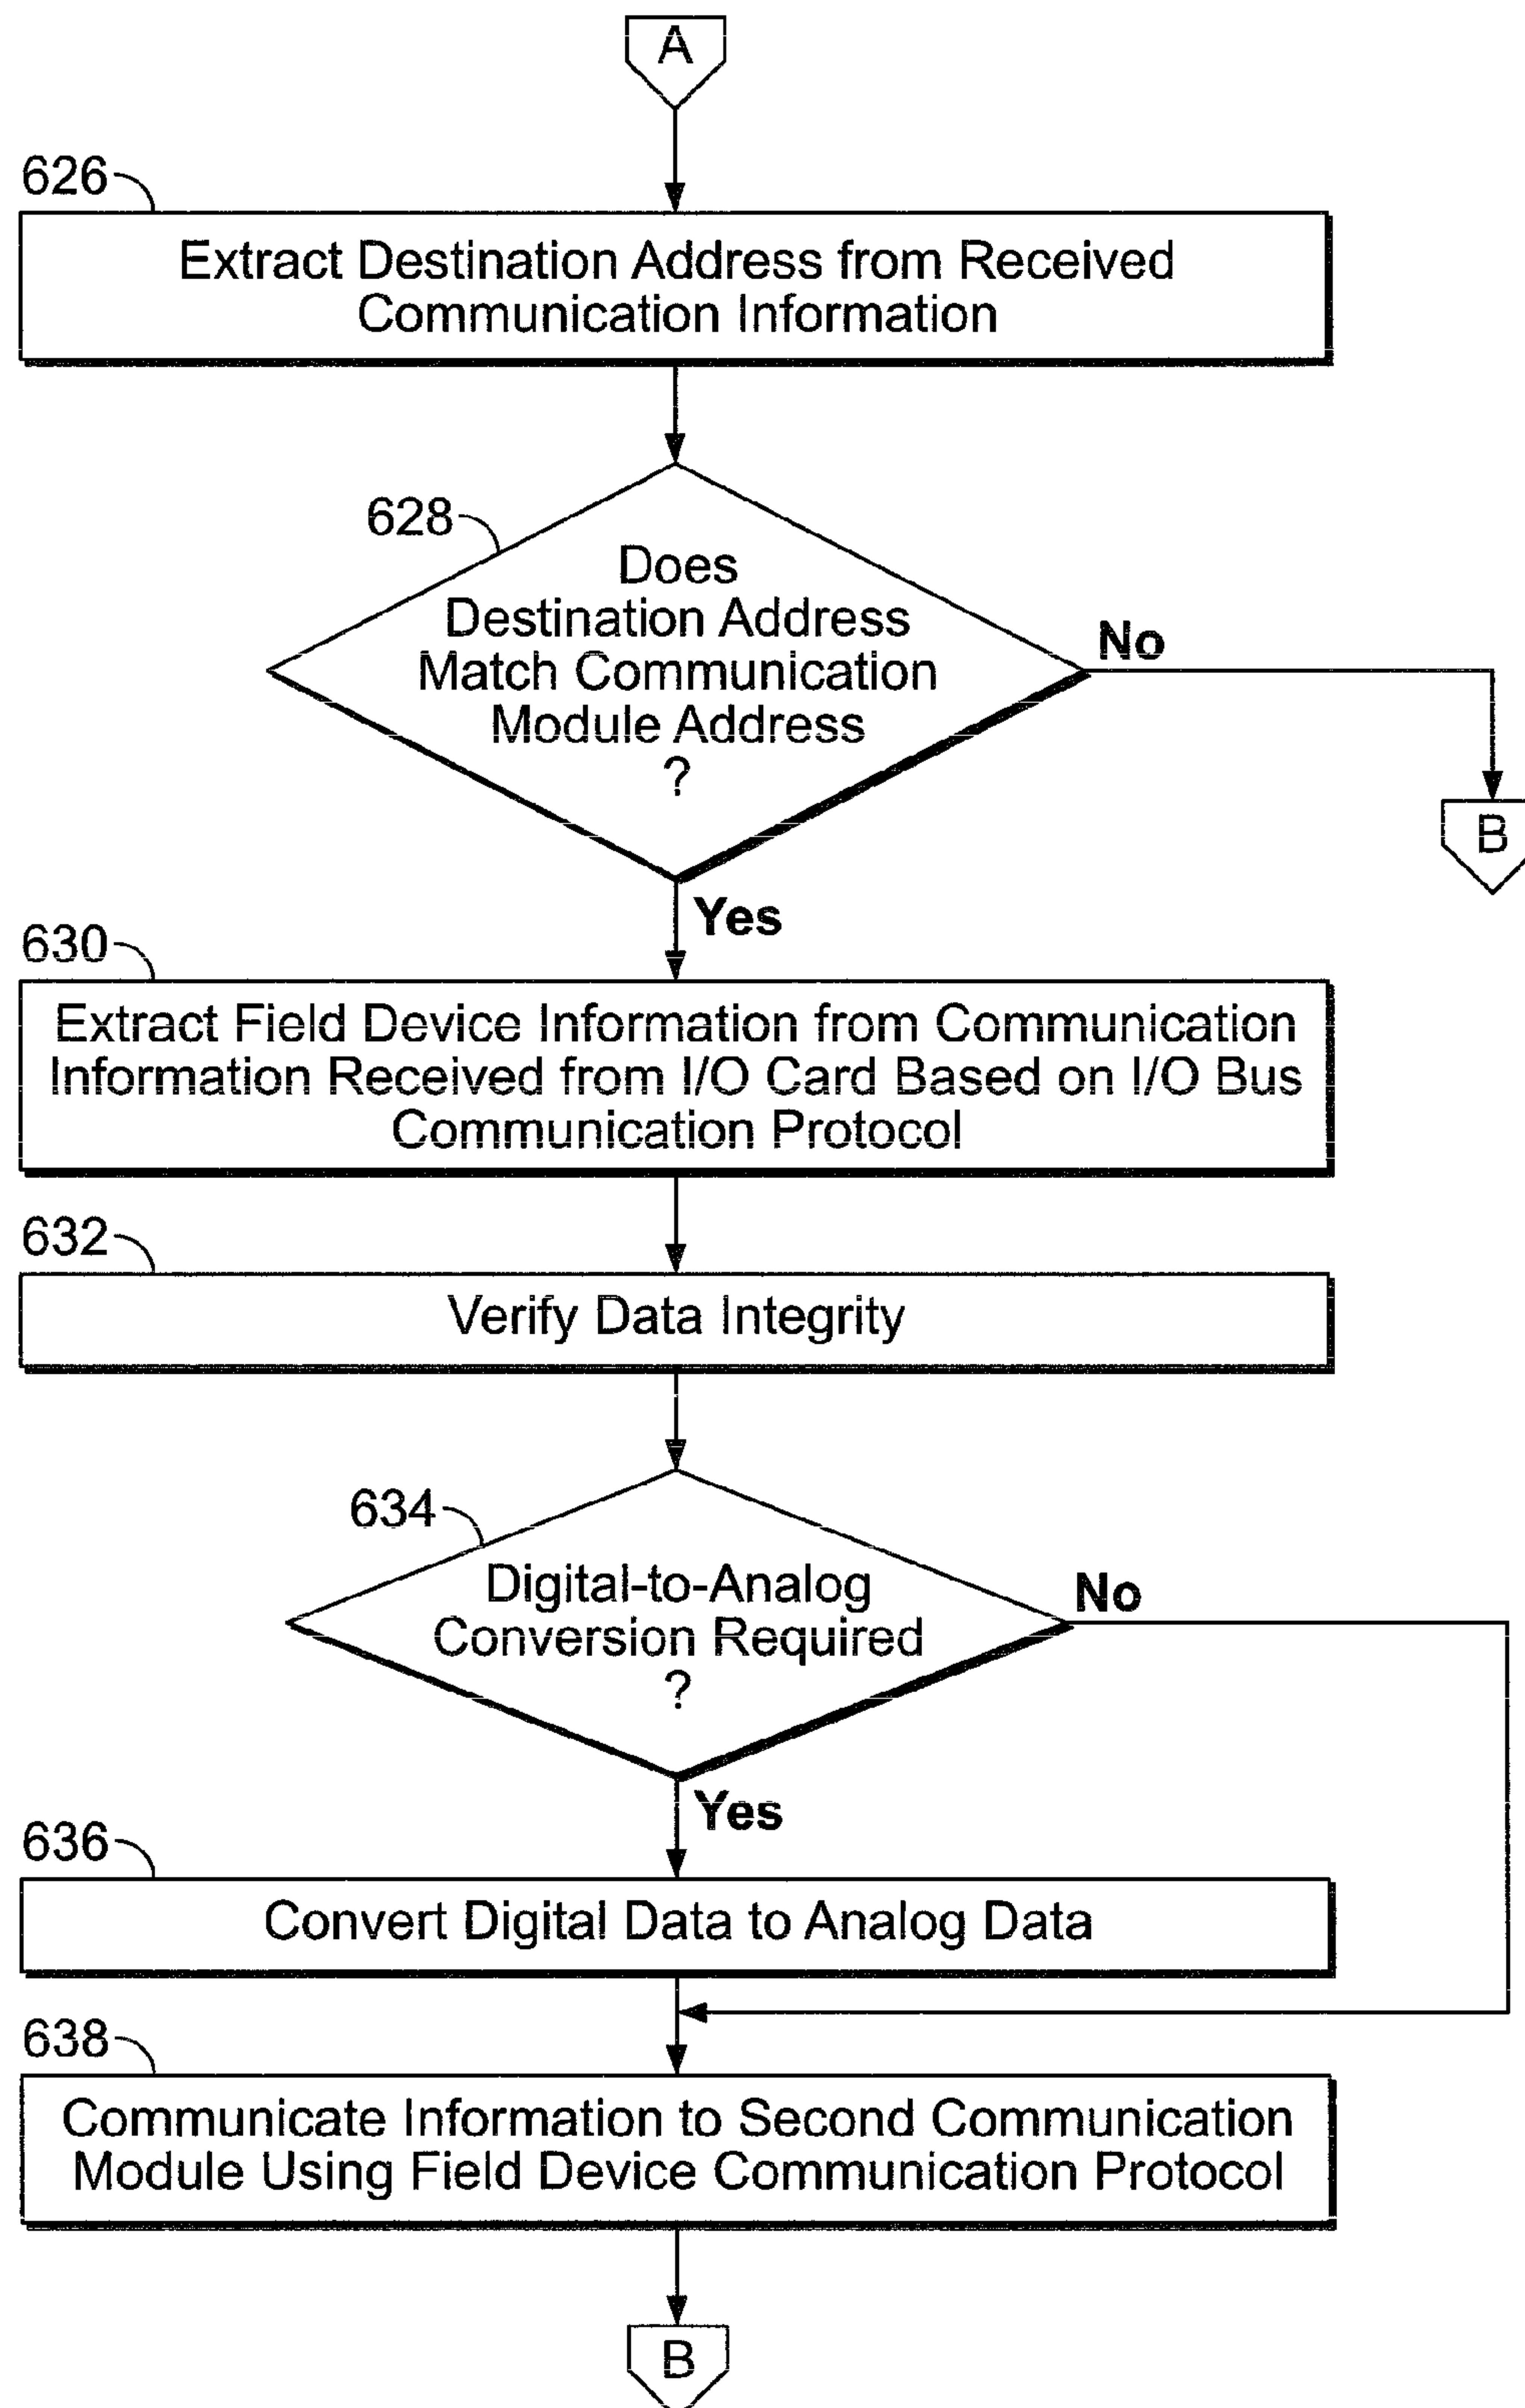 A
626
Extract Destination Address from Received
Communication Information
628
Does
Destination Address
Match Communication
Module Address
?
No
B
Yes
630
Extract Field Device Information from Communication
Information Received from I/O Card Based on I/O Bus
Communication Protocol
632
Verify Data Integrity
634
Digital-to-Analog
Conversion Required
?
No
Yes
636
Convert Digital Data to Analog Data
638
Communicate Information to Second Communication
Module Using Field Device Communication Protocol
B